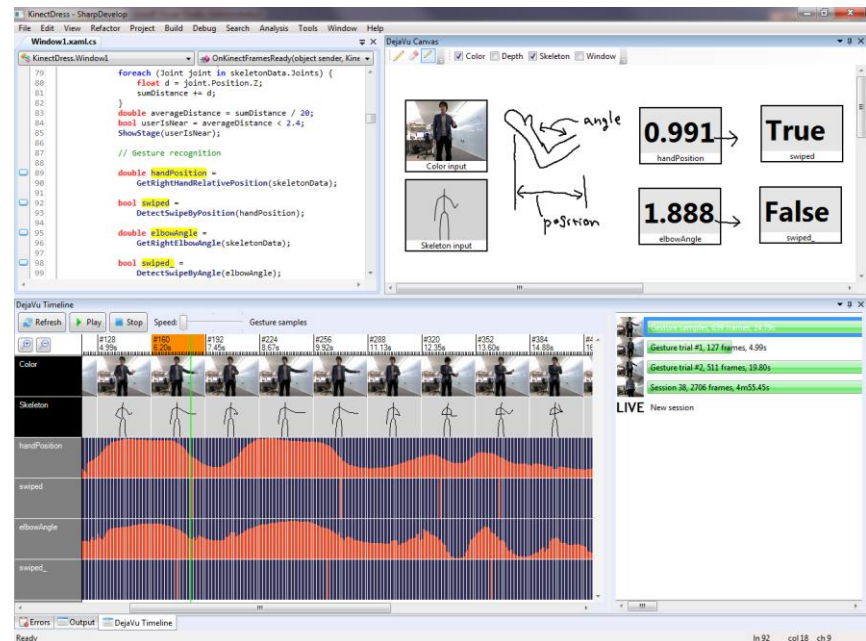 KinectDress - SharpDevelop
File Edit View Refactor Project Build Debug Search Analysis Tools Window Help
Window1.xaml.cs
KinectDress.Window1
OnKinectFramesReady(object sender, Kine
79 foreach (Joint joint in skeletonData.Joints) {
80 float d = joint.Position.Z;
81 sumDistance += d;
82 }
83 double averageDistance = sumDistance / 20;
84 bool userIsNear = averageDistance < 2.4;
85 ShowStage(userIsNear);
86
87 // Gesture recognition
88
89 double handPosition =
90 GetRightHandRelativePosition(skeletonData);
91
92 bool swiped =
93 DetectSwipeByPosition(handPosition);
94
95 double elbowAngle =
96 GetRightElbowAngle(skeletonData);
97
98 bool swiped_ =
99 DetectSwipeByAngle(elbowAngle);
DejaVu Canvas
Color Depth Skeleton Window
Color input
Skeleton input
angle
position
0.991
handPosition
True
swiped
1.888
elbowAngle
False
swiped_
DejaVu Timeline
Refresh Play Stop Speed: Gesture samples
#128 #160 #192 #224 #256 #288 #320 #352 #384 #4
4.99s 6.20s 7.45s 8.67s 9.92s 11.13s 12.35s 13.60s 14.88s 16
Color
Skeleton
handPosition
swiped
elbowAngle
swiped_
Gesture trial #1, 127 frames, 4.99s
Gesture trial #2, 511 frames, 19.80s
Session 38, 2706 frames, 4m55.45s
LIVE New session
Errors Output DejaVu Timeline
Ready
ln 92 col 18 ch 9